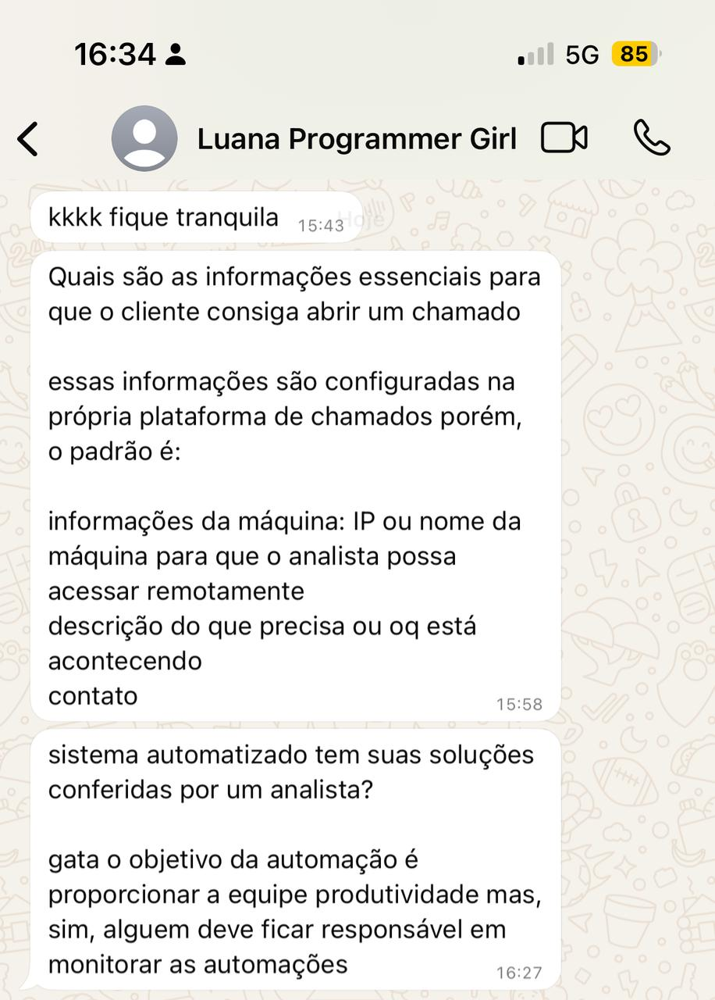 16:34
5G
85
Luana Programmer Girl
Hoje
kkkk fique tranquila
15:43
Quais são as informações essenciais para
que o cliente consiga abrir um chamado
essas informações são configuradas na
própria plataforma de chamados porém,
o padrão é:
informações da máquina: IP ou nome da
máquina para que o analista possa
acessar remotamente
descrição do que precisa ou oq está
acontecendo
contato
15:58
sistema automatizado tem suas soluções
conferidas por um analista?
gata o objetivo da automação é
proporcionar a equipe produtividade mas,
sim, alguem deve ficar responsável em
monitorar as automações
16:27